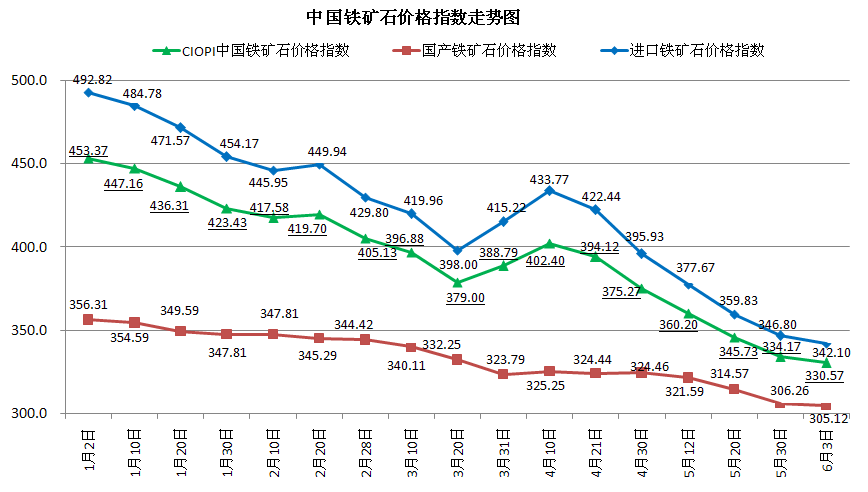 中国铁矿石价格指数走势图
CIOPI中国铁矿石价格指数 国产铁矿石价格指数 进口铁矿石价格指数
500.0
450.0
400.0
350.0
300.0
492.82 484.78 471.57 454.17 445.95 449.94 429.80 419.96 398.00 415.22 433.77 422.44 395.93 377.67 359.83 346.80 342.10
453.37 447.16 436.31 423.43 417.58 419.70 405.13 396.88 379.00 388.79 402.40 394.12 375.27 360.20 345.73 334.17 330.57
356.31 354.59 349.59 347.81 347.81 345.29 344.42 340.11 332.25 323.79 325.25 324.44 324.46 321.59 314.57 306.26 305.12
1月2日 1月10日 1月20日 1月30日 2月10日 2月20日 2月28日 3月10日 3月20日 3月31日 4月10日 4月21日 4月30日 5月12日 5月20日 5月30日 6月3日